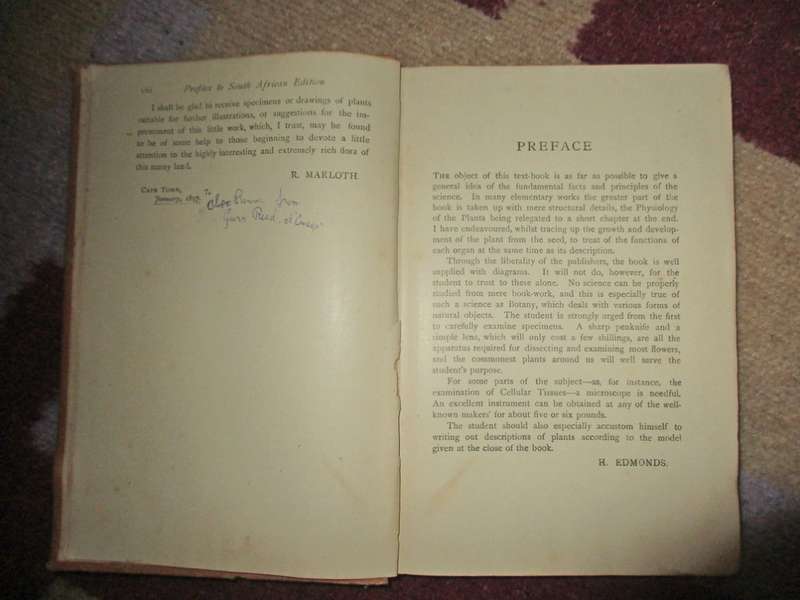 viii Preface to South African Edition
I shall be glad to receive specimens or drawings of plants
suitable for further illustrations, or suggestions for the im-
provement of this little work, which, I trust, may be found
to be of some help to those beginning to devote a little
attention to the highly interesting and extremely rich flora of
this sunny land.
R. MARLOTH.
CAPE TOWN,
January, 1897.
To
from
PREFACE
THE object of this text-book is as far as possible to give a
general idea of the fundamental facts and principles of the
science. In many elementary works the greater part of the
book is taken up with mere structural details, the Physiology
of the Plants being relegated to a short chapter at the end.
I have endeavoured, whilst tracing up the growth and develop-
ment of the plant from the seed, to treat of the functions of
each organ at the same time as its description.
Through the liberality of the publishers, the book is well
supplied with diagrams. It will not do, however, for the
student to trust to these alone. No science can be properly
studied from mere book-work, and this is especially true of
such a science as Botany, which deals with various forms of
natural objects. The student is strongly urged from the first
to carefully examine specimens. A sharp penknife and a
simple lens, which will only cost a few shillings, are all the
apparatus required for dissecting and examining most flowers,
and the commonest plants around us will well serve the
student's purpose.
For some parts of the subject—as, for instance, the
examination of Cellular Tissues—a microscope is needful.
An excellent instrument can be obtained at any of the well-
known makers' for about five or six pounds.
The student should also especially accustom himself to
writing out descriptions of plants according to the model
given at the close of the book.
H. EDMONDS.